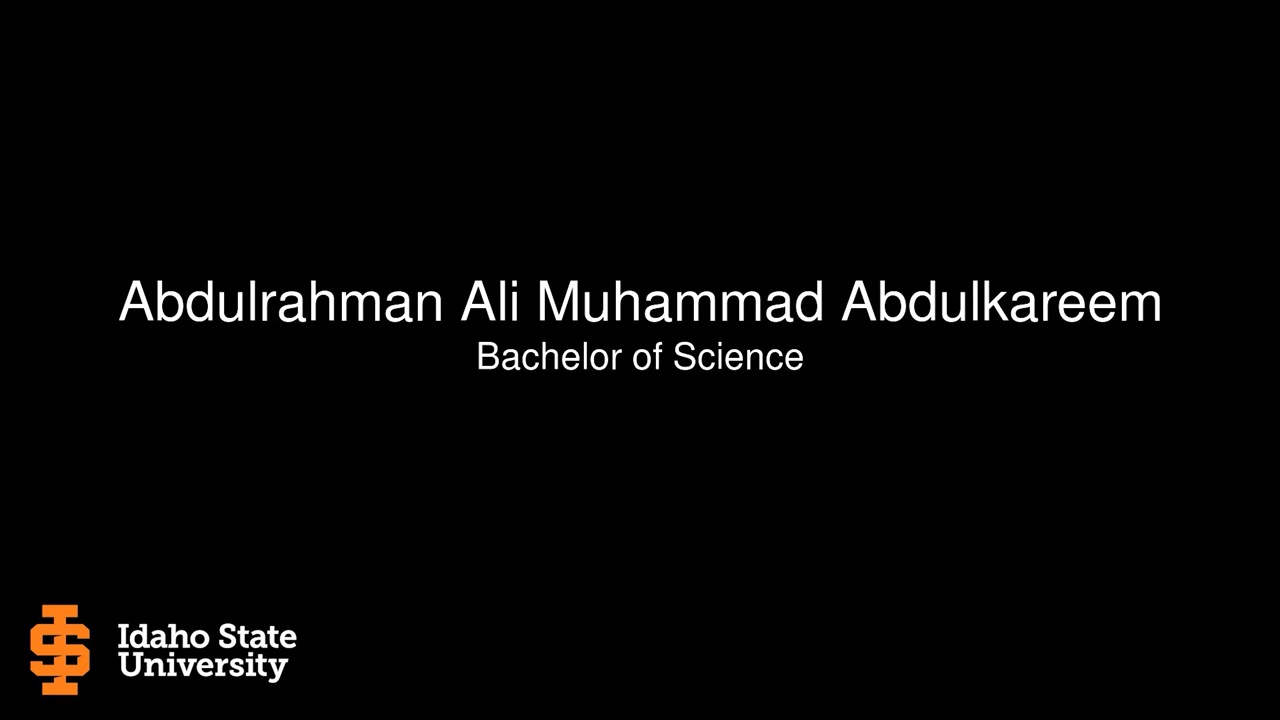 Abdulrahman Ali Muhammad Abdulkareem
Bachelor of Science
Idaho State
University